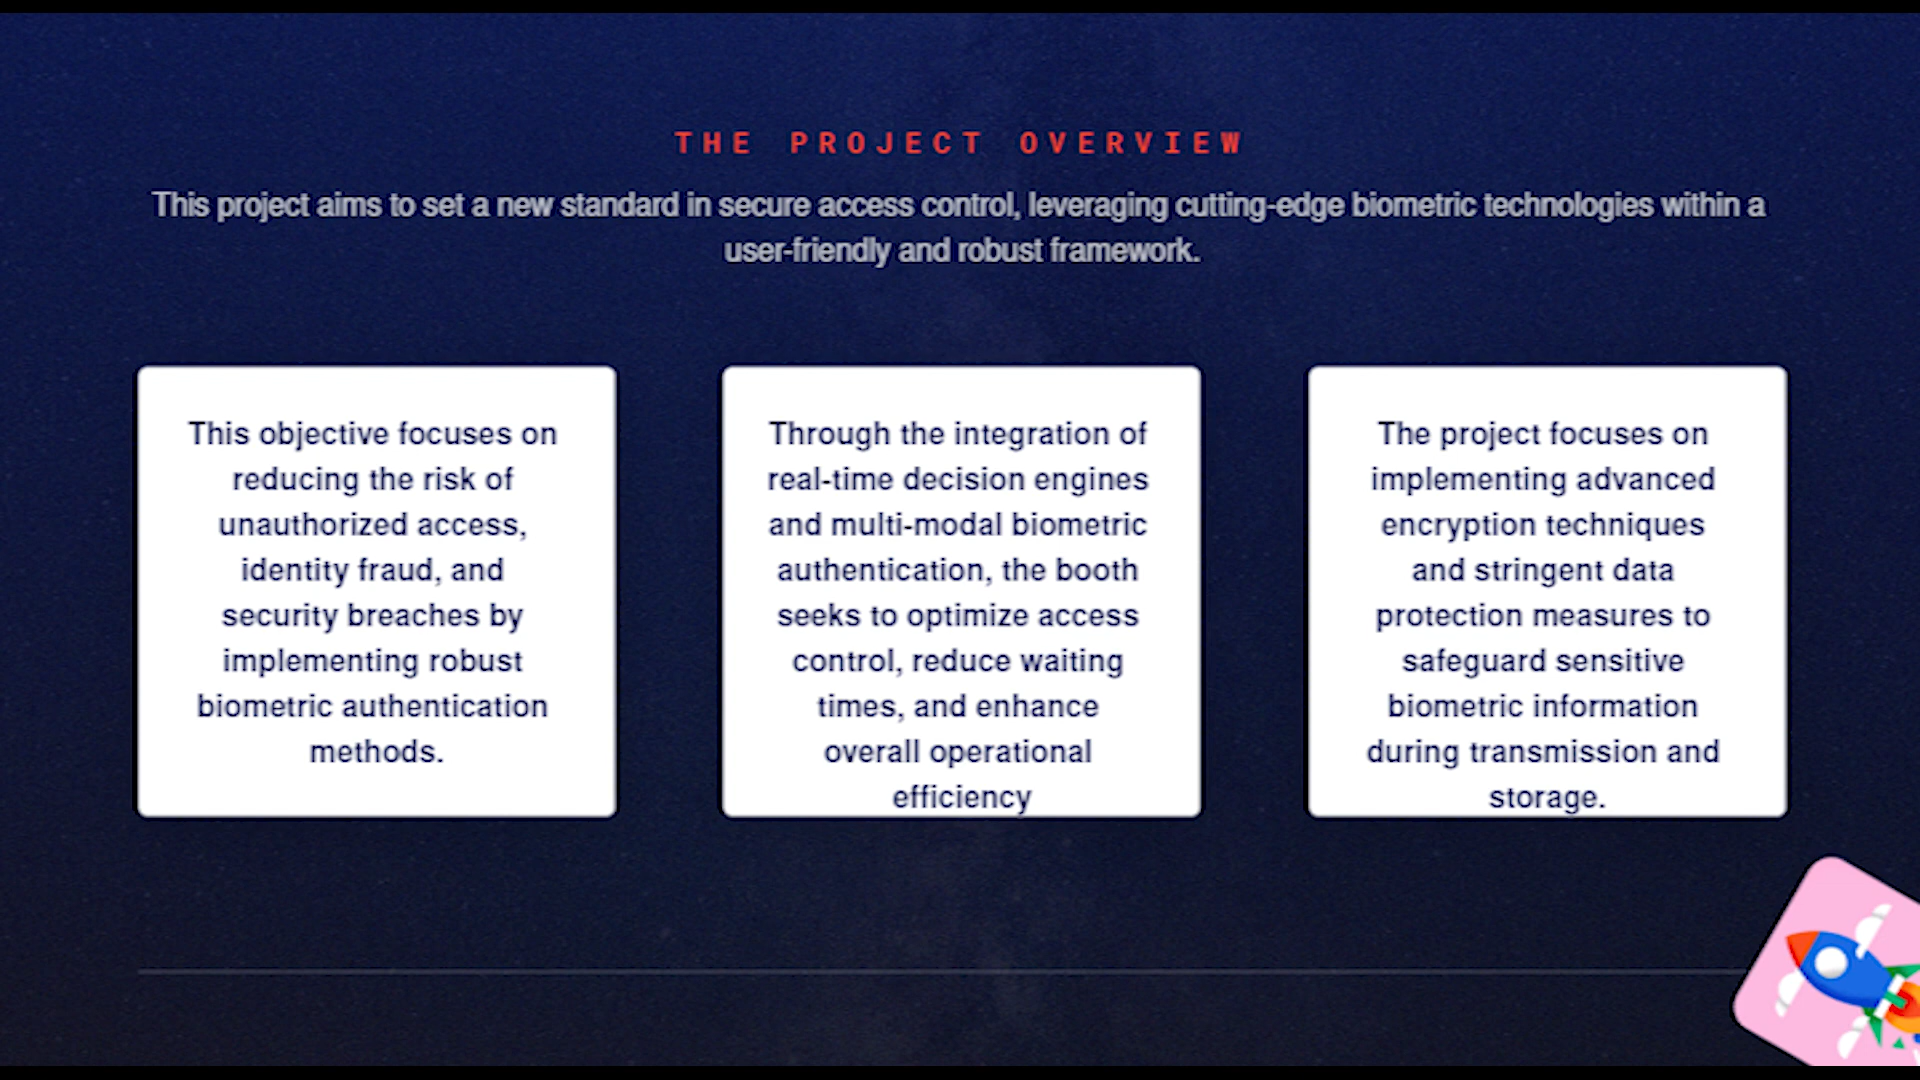 THE PROJECT OVERVIEW
This project aims to set a new standard in secure access control, leveraging cutting-edge biometric technologies within a
user-friendly and robust framework.
This objective focuses on
reducing the risk of
unauthorized access,
identity fraud, and
security breaches by
implementing robust
biometric authentication
methods.
Through the integration of
real-time decision engines
and multi-modal biometric
authentication, the booth
seeks to optimize access
control, reduce waiting
times, and enhance
overall operational
efficiency
The project focuses on
implementing advanced
encryption techniques
and stringent data
protection measures to
safeguard sensitive
biometric information
during transmission and
storage.